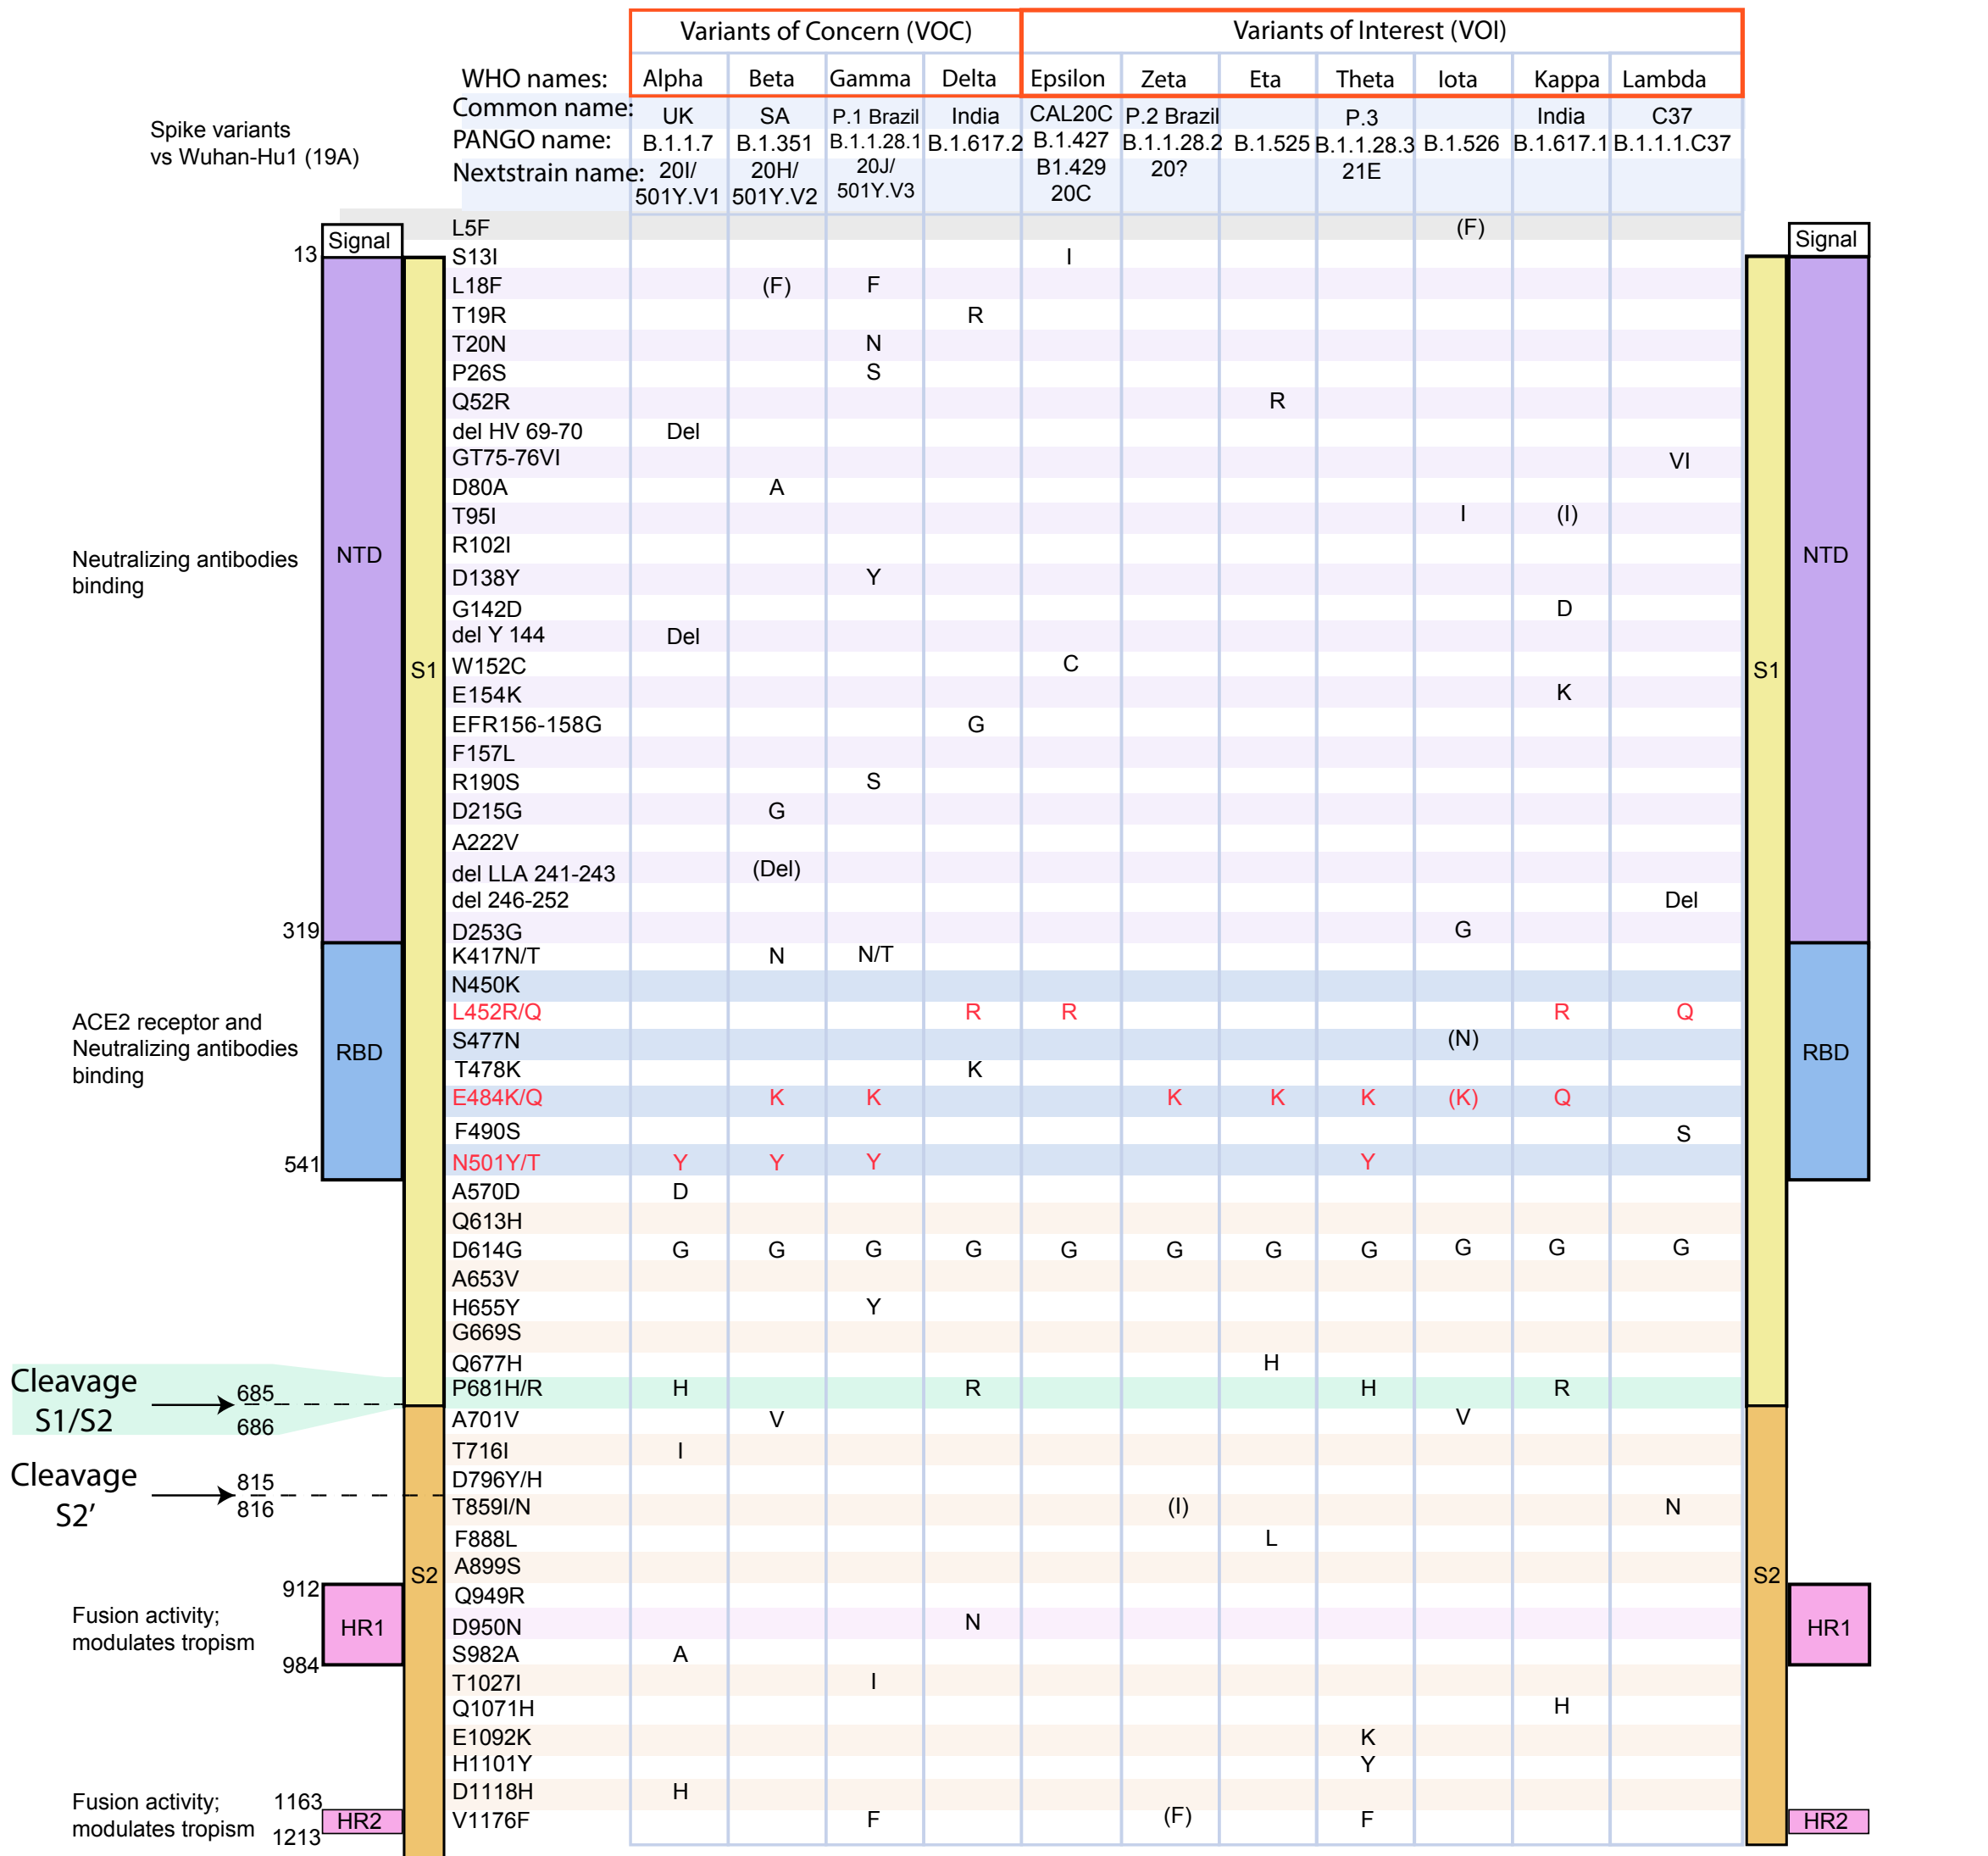 Variants of Concern (VOC) Variants of Interest (VOI)
WHO names: Alpha Beta Gamma Delta Epsilon Zeta Eta Theta Iota Kappa Lambda
Common name: UK SA P.1 Brazil India CAL20C P.2 Brazil P.3 India C37
Spike variants
vs Wuhan-Hu1 (19A)
PANGO name: B.1.1.7 B.1.351 B.1.1.28.1 B.1.617.2 B.1.427 B.1.1.28.2 B.1.525 B.1.1.28.3 B.1.526 B.1.617.1 B.1.1.1.C37
Nextstrain name: 20I/ 20H/ 20J/ B1.429 20? 21E
501Y.V1 501Y.V2 501Y.V3 20C
L5F (F)
Signal Signal
13 S13I I
L18F (F) F
T19R R
T20N N
P26S S
Q52R R
del HV 69-70 Del
GT75-76VI VI
D80A A
T95I I (I)
R102I
Neutralizing antibodies
binding
NTD NTD
D138Y Y
G142D D
del Y 144 Del
W152C C
S1 S1
E154K K
EFR156-158G G
F157L
R190S S
D215G G
A222V
del LLA 241-243 (Del)
del 246-252 Del
319 D253G G
K417N/T N N/T
N450K
L452R/Q R R R Q
ACE2 receptor and
Neutralizing antibodies
binding
RBD RBD
S477N (N)
T478K K
E484K/Q K K K K K (K) Q
F490S S
541 N501Y/T Y Y Y Y
A570D D
Q613H
D614G G G G G G G G G G G G
A653V
H655Y Y
G669S
Q677H H
Cleavage
S1/S2
685
686
P681H/R H R H R
A701V V V
T716I I
Cleavage
S2’
815
816
D796Y/H
T859I/N (I) N
F888L L
A899S
S2 S2
912 Q949R
Fusion activity;
modulates tropism
HR1 HR1
D950N N
984 S982A A
T1027I I
Q1071H H
E1092K K
H1101Y Y
D1118H H
Fusion activity;
modulates tropism
1163
1213
HR2 HR2
V1176F F (F) F